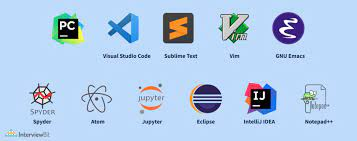 PC
Visual Studio Code
Sublime Text
Vim
GNU Emacs
SPYDER
jupyter
IJ
Notepad++
Spyder
Atom
Jupyter
Eclipse
IntelliJ IDEA
Notepad++
InterviewBit